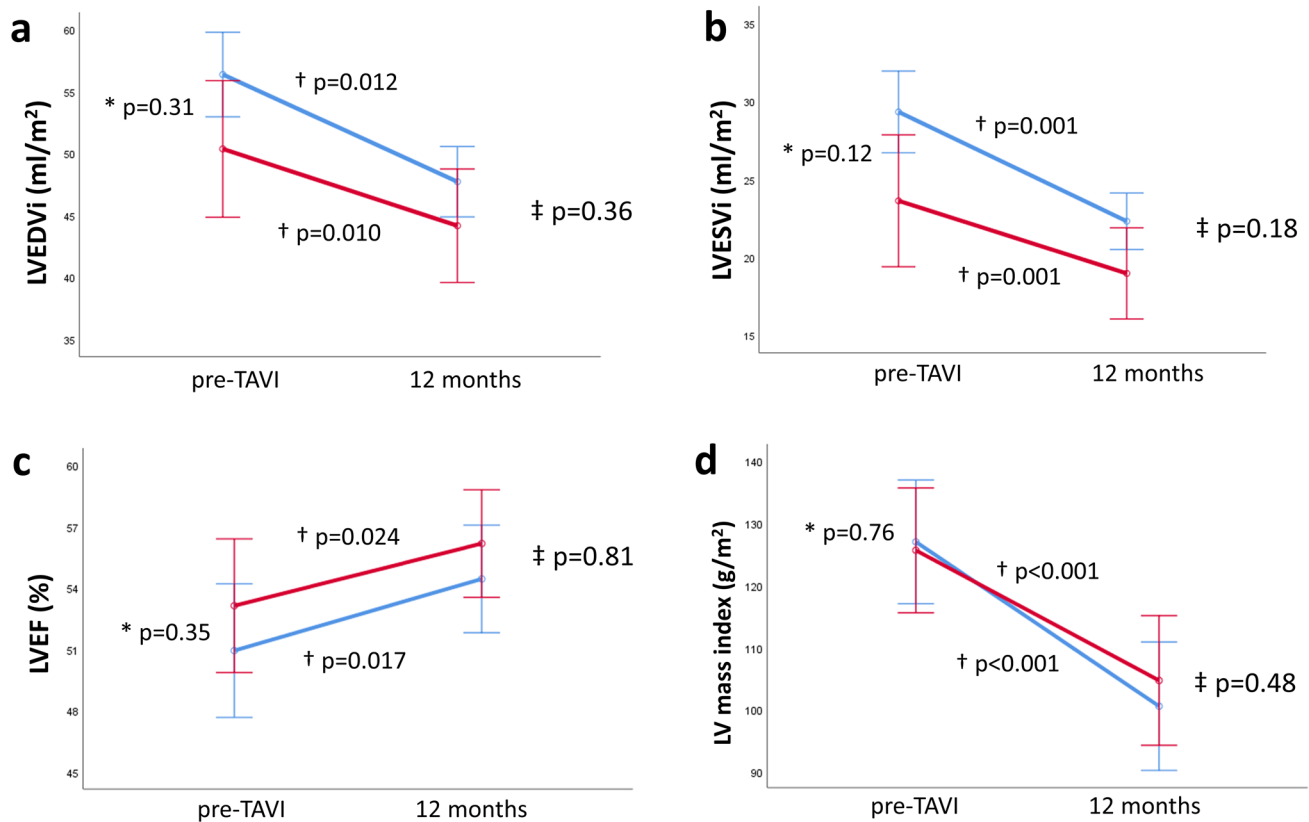 a
LVEDVi (ml/m²)
60
55
50
45
40
35
* p=0.31
† p=0.012
† p=0.010
‡ p=0.36
pre-TAVI
12 months
b
LVESVi (ml/m²)
35
30
25
20
15
* p=0.12
† p=0.001
† p=0.001
‡ p=0.18
pre-TAVI
12 months
c
LVEF (%)
60
57
54
51
48
45
* p=0.35
† p=0.024
† p=0.017
‡ p=0.81
pre-TAVI
12 months
d
LV mass index (g/m²)
140
130
120
110
100
90
* p=0.76
† p<0.001
† p<0.001
‡ p=0.48
pre-TAVI
12 months